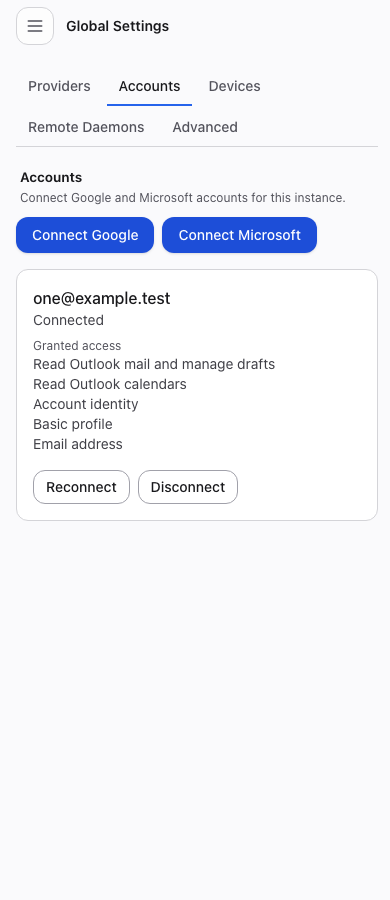 Global Settings
Providers Accounts Devices
Remote Daemons Advanced
Accounts
Connect Google and Microsoft accounts for this instance.
Connect Google Connect Microsoft
one@example.test
Connected
Granted access
Read Outlook mail and manage drafts
Read Outlook calendars
Account identity
Basic profile
Email address
Reconnect Disconnect